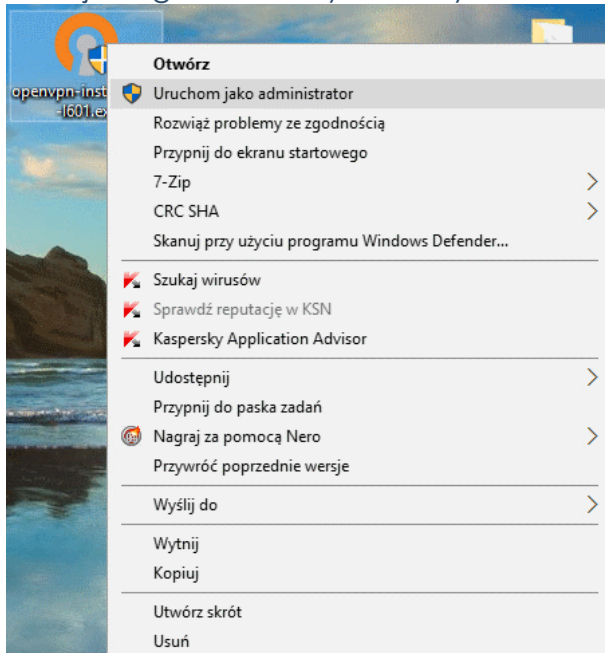 Otwórz
openvpn-inst
-I601.ex
Uruchom jako administrator
Rozwiąż problemy ze zgodnością
Przypnij do ekranu startowego
7-Zip
CRC SHA
Skanuj przy użyciu programu Windows Defender...
Szukaj wirusów
Sprawdź reputację w KSN
Kaspersky Application Advisor
Udostępnij
Przypnij do paska zadań
Nagraj za pomocą Nero
Przywróć poprzednie wersje
Wyślij do
Wytnij
Kopiuj
Utwórz skrót
Usuń